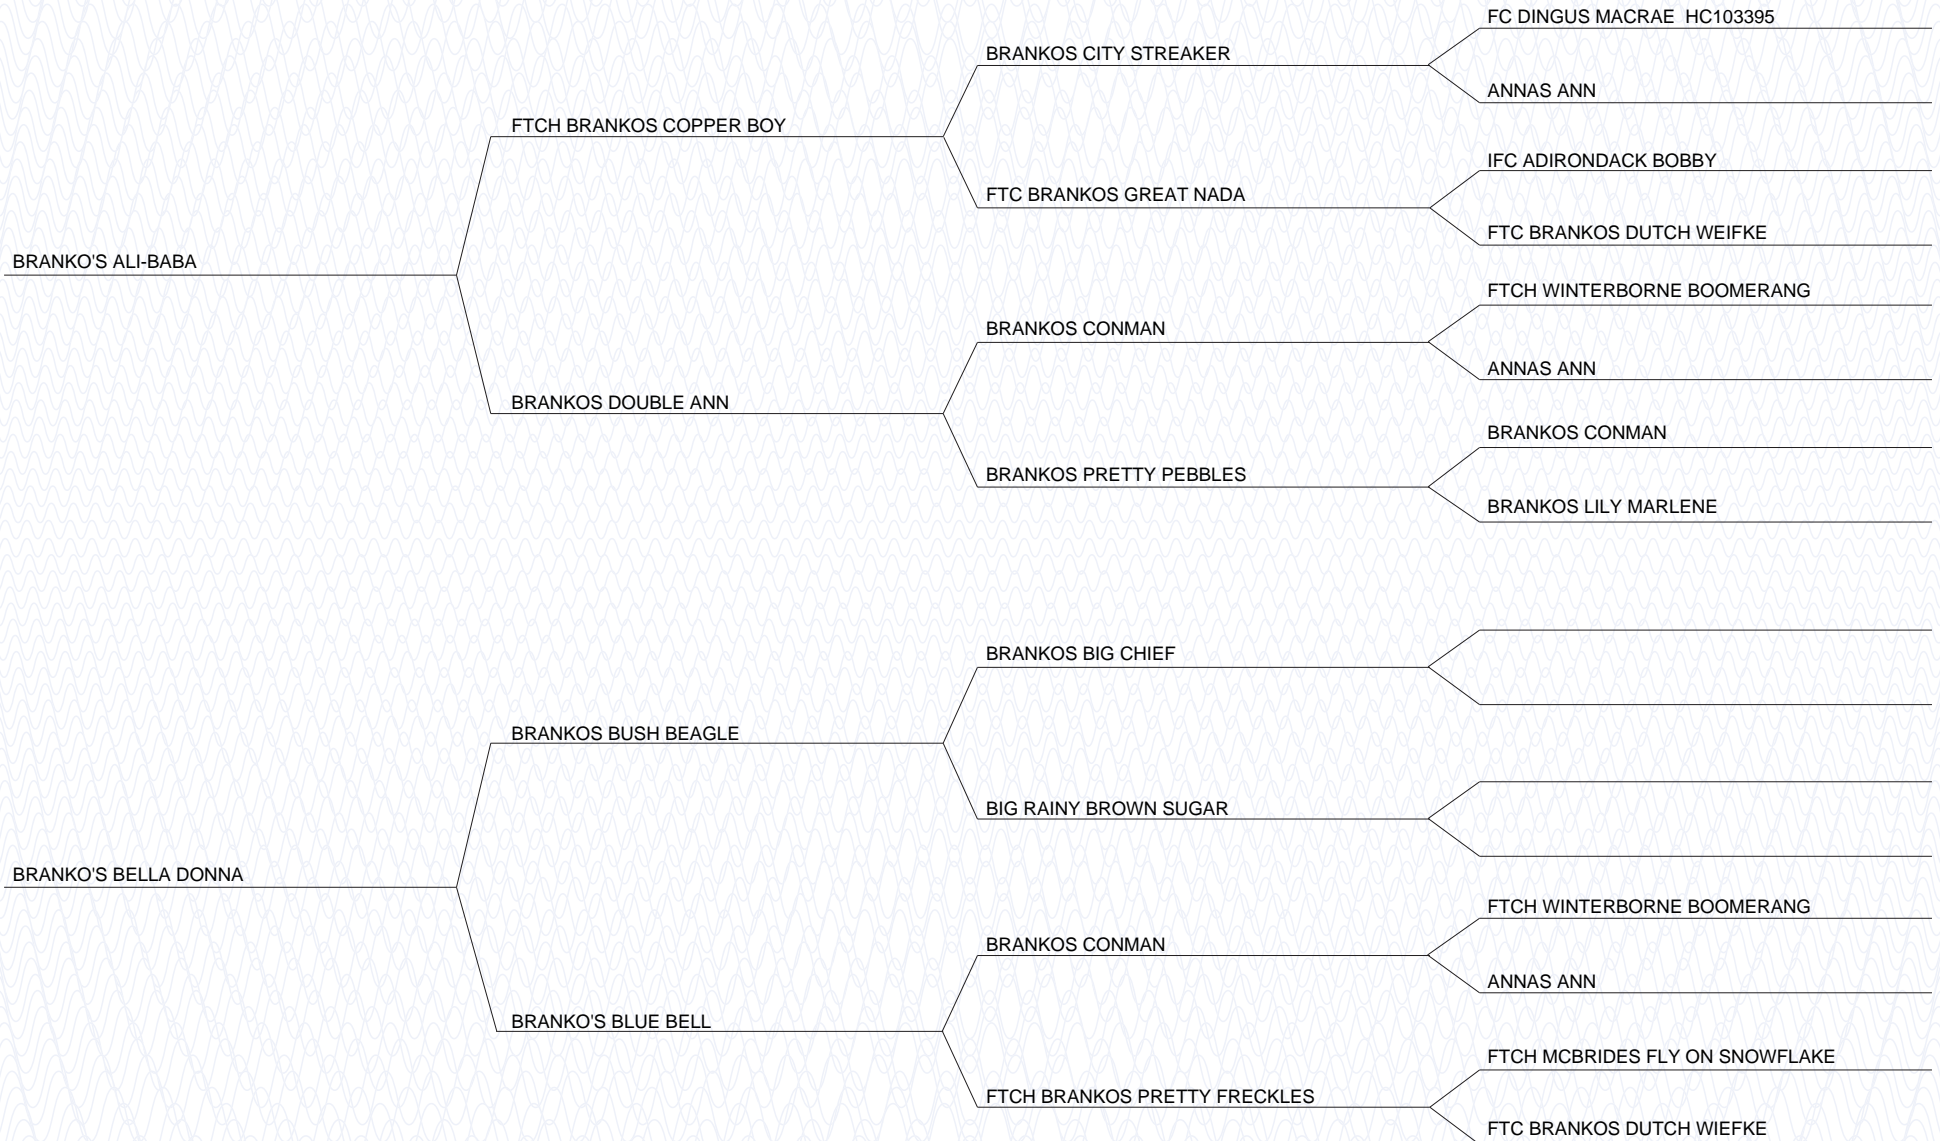 FC DINGUS MACRAE  HC103395
BRANKOS CITY STREAKER
ANNAS ANN
FTCH BRANKOS COPPER BOY
IFC ADIRONDACK BOBBY
FTC BRANKOS GREAT NADA
FTC BRANKOS DUTCH WEIFKE
BRANKO'S ALI-BABA
FTCH WINTERBORNE BOOMERANG
BRANKOS CONMAN
ANNAS ANN
BRANKOS DOUBLE ANN
BRANKOS CONMAN
BRANKOS PRETTY PEBBLES
BRANKOS LILY MARLENE
BRANKOS BIG CHIEF
BRANKOS BUSH BEAGLE
BIG RAINY BROWN SUGAR
BRANKO'S BELLA DONNA
FTCH WINTERBORNE BOOMERANG
BRANKOS CONMAN
ANNAS ANN
BRANKO'S BLUE BELL
FTCH MCBRIDES FLY ON SNOWFLAKE
FTCH BRANKOS PRETTY FRECKLES
FTC BRANKOS DUTCH WIEFKE